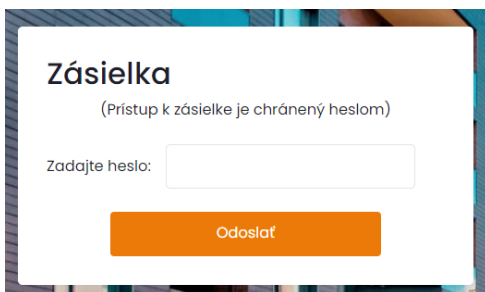 Zásielka
(Prístup k zásielke je chránený heslom)
Zadajte heslo:
Odoslať